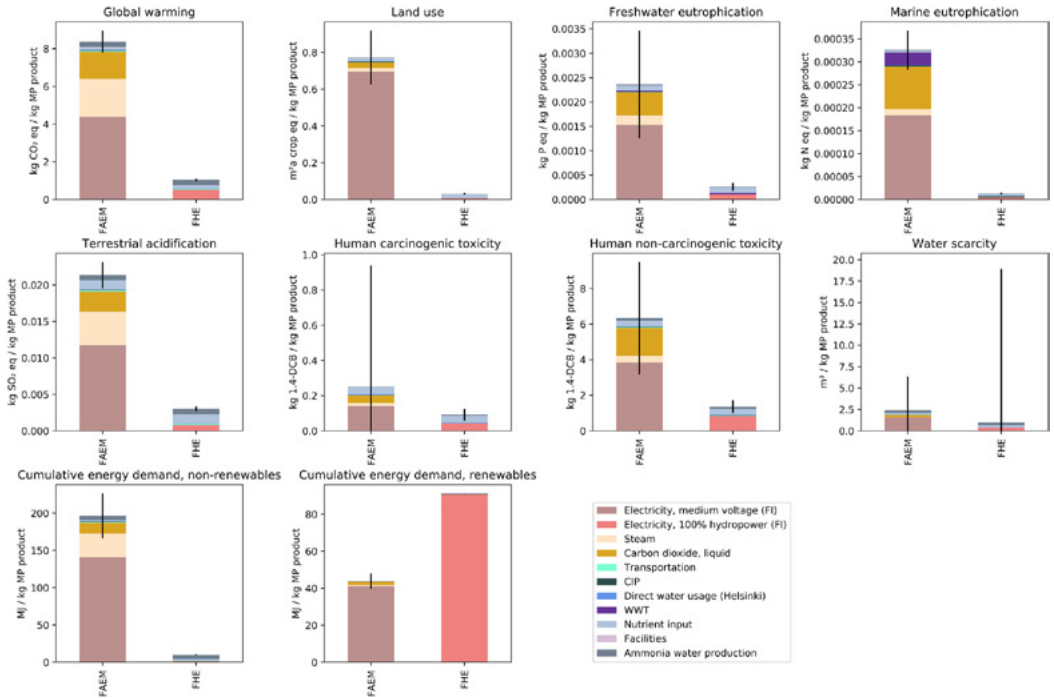 Global warming
kg CO₂ eq / kg MP product
8
6
4
2
0
FAEM
FHE
Land use
m²a crop eq / kg MP product
0.8
0.6
0.4
0.2
0.0
FAEM
FHE
Freshwater eutrophication
kg P eq / kg MP product
0.0035
0.0030
0.0025
0.0020
0.0015
0.0010
0.0005
0.0000
FAEM
FHE
Marine eutrophication
kg N eq / kg MP product
0.00035
0.00030
0.00025
0.00020
0.00015
0.00010
0.00005
0.00000
FAEM
FHE
Terrestrial acidification
kg SO₂ eq / kg MP product
0.020
0.015
0.010
0.005
0.000
FAEM
FHE
Human carcinogenic toxicity
kg 1.4-DCB / kg MP product
1.0
0.8
0.6
0.4
0.2
0.0
FAEM
FHE
Human non-carcinogenic toxicity
kg 1.4-DCB / kg MP product
8
6
4
2
0
FAEM
FHE
Water scarcity
m³ / kg MP product
20.0
17.5
15.0
12.5
10.0
7.5
5.0
2.5
0.0
FAEM
FHE
Cumulative energy demand, non-renewables
MJ / kg MP product
200
150
100
50
0
FAEM
FHE
Cumulative energy demand, renewables
MJ / kg MP product
80
60
40
20
0
FAEM
FHE
Electricity, medium voltage (FI)
Electricity, 100% hydropower (FI)
Steam
Carbon dioxide, liquid
Transportation
CIP
Direct water usage (Helsinki)
WWT
Nutrient input
Facilities
Ammonia water production